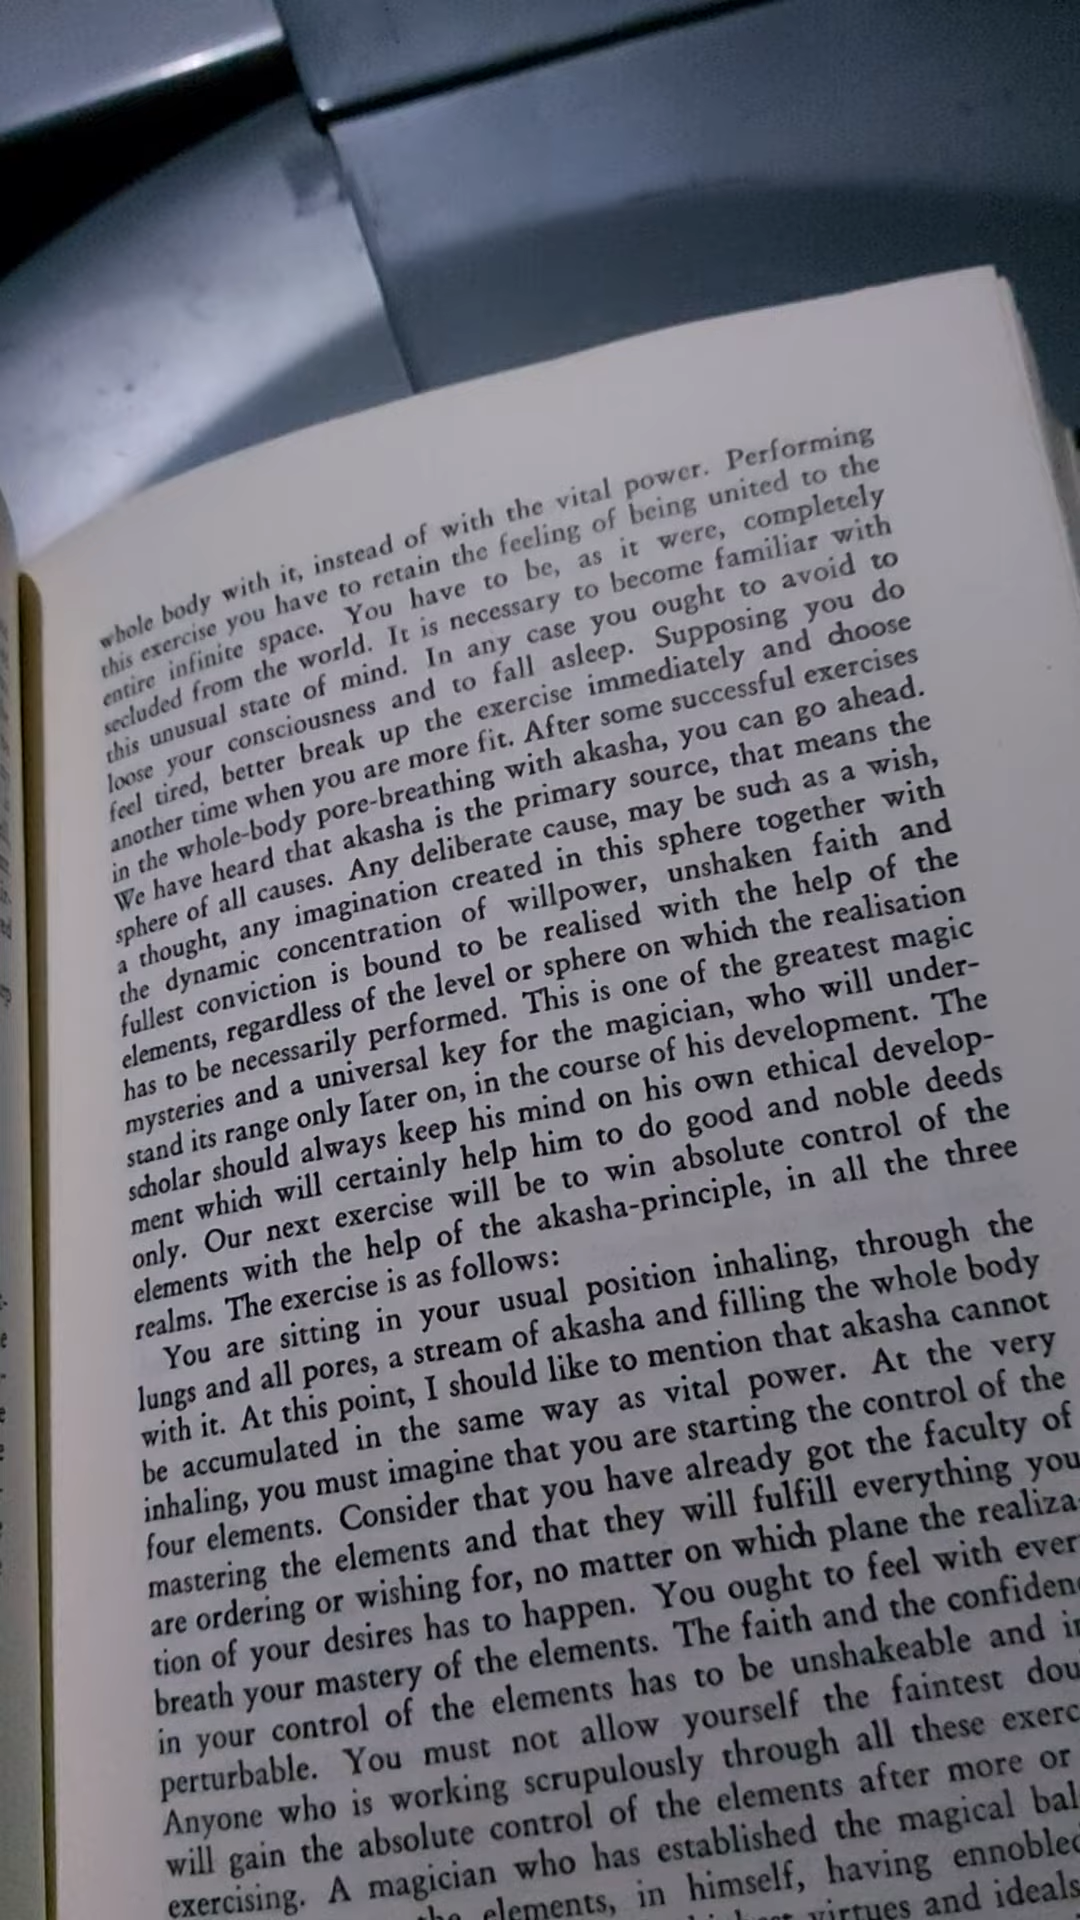 whole body with it, instead of with the vital power. Performing
this exercise you have to retain the feeling of being united to the
entire infinite space. You have to be, as it were, completely
secluded from the world. It is necessary to become familiar with
this unusual state of mind. In any case you ought to avoid to
loose your consciousness and to fall asleep. Supposing you do
feel tired, better break up the exercise immediately and choose
another time when you are more fit. After some successful exercises
in the whole-body pore-breathing with akasha, you can go ahead.
We have heard that akasha is the primary source, that means the
sphere of all causes. Any deliberate cause, may be such as a wish,
a thought, any imagination created in this sphere together with
the dynamic concentration of willpower, unshaken faith and
fullest conviction is bound to be realised with the help of the
elements, regardless of the level or sphere on which the realisation
has to be necessarily performed. This is one of the greatest magic
mysteries and a universal key for the magician, who will under-
stand its range only later on, in the course of his development. The
scholar should always keep his mind on his own ethical develop-
ment which will certainly help him to do good and noble deeds
only. Our next exercise will be to win absolute control of the
elements with the help of the akasha-principle, in all the three
realms. The exercise is as follows:
You are sitting in your usual position inhaling, through the
lungs and all pores, a stream of akasha and filling the whole body
with it. At this point, I should like to mention that akasha cannot
be accumulated in the same way as vital power. At the very
inhaling, you must imagine that you are starting the control of the
four elements. Consider that you have already got the faculty of
mastering the elements and that they will fulfill everything you
are ordering or wishing for, no matter on which plane the realiza
tion of your desires has to happen. You ought to feel with ever
breath your mastery of the elements. The faith and the confiden
in your control of the elements has to be unshakeable and i
perturbable. You must not allow yourself the faintest dou
Anyone who is working scrupulously through all these exerc
will gain the absolute control of the elements after more or
exercising. A magician who has established the magical bal
the elements, in himself, having ennobled
virtues and ideals